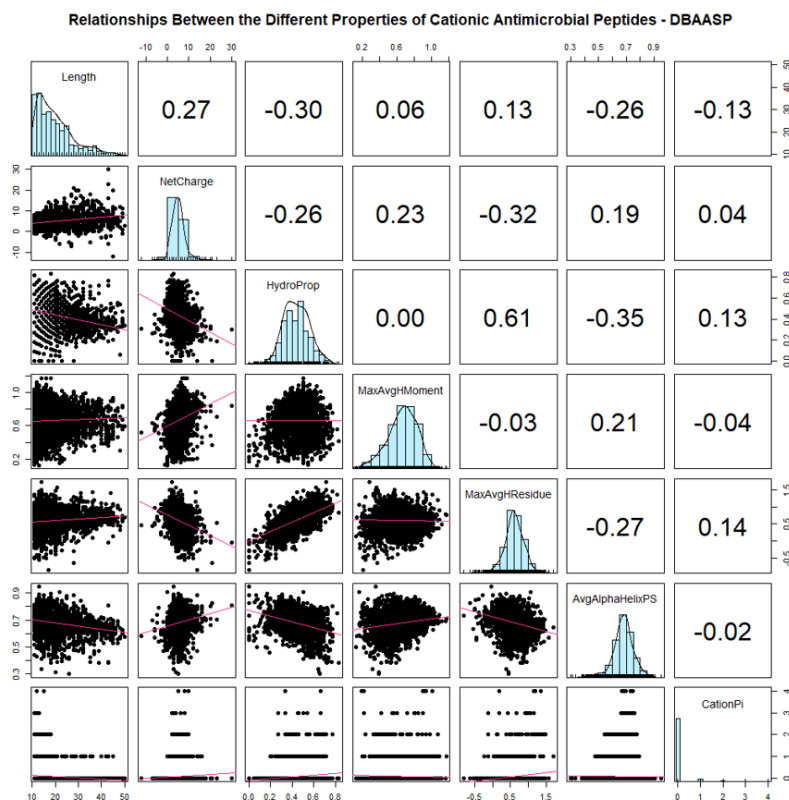 Relationships Between the Different Properties of Cationic Antimicrobial Peptides - DBAASP
-10 0 10 20 30 0.2 0.6 1.0 0.3 0.5 0.7 0.9
Length
0.27 -0.30 0.06 0.13 -0.26 -0.13
10 20 30 40 50
NetCharge
-10 0 10 20 30
-0.26 0.23 -0.32 0.19 0.04
HydroProp
0.00 0.61 -0.35 0.13
0.0 0.2 0.4 0.6 0.8
MaxAvgHMoment
0.2 0.6 1.0
-0.03 0.21 -0.04
MaxAvgHResidue
-0.27 0.14
-0.5 0.5 1.5
AvgAlphaHelixPS
0.3 0.5 0.7 0.9
-0.02
CationPi
0 1 2 3 4
10 20 30 40 50 0.0 0.2 0.4 0.6 0.8 -0.5 0.5 1.5 0 1 2 3 4